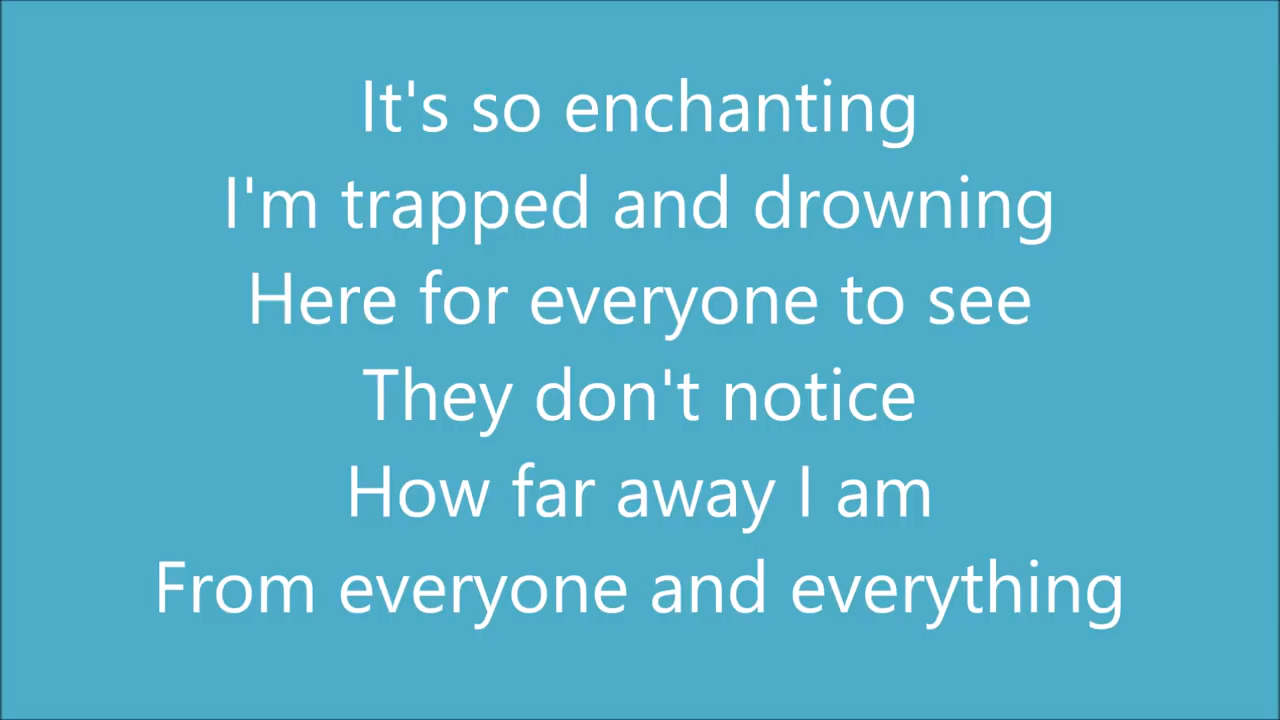 It's so enchanting
I'm trapped and drowning
Here for everyone to see
They don't notice
How far away I am
From everyone and everything